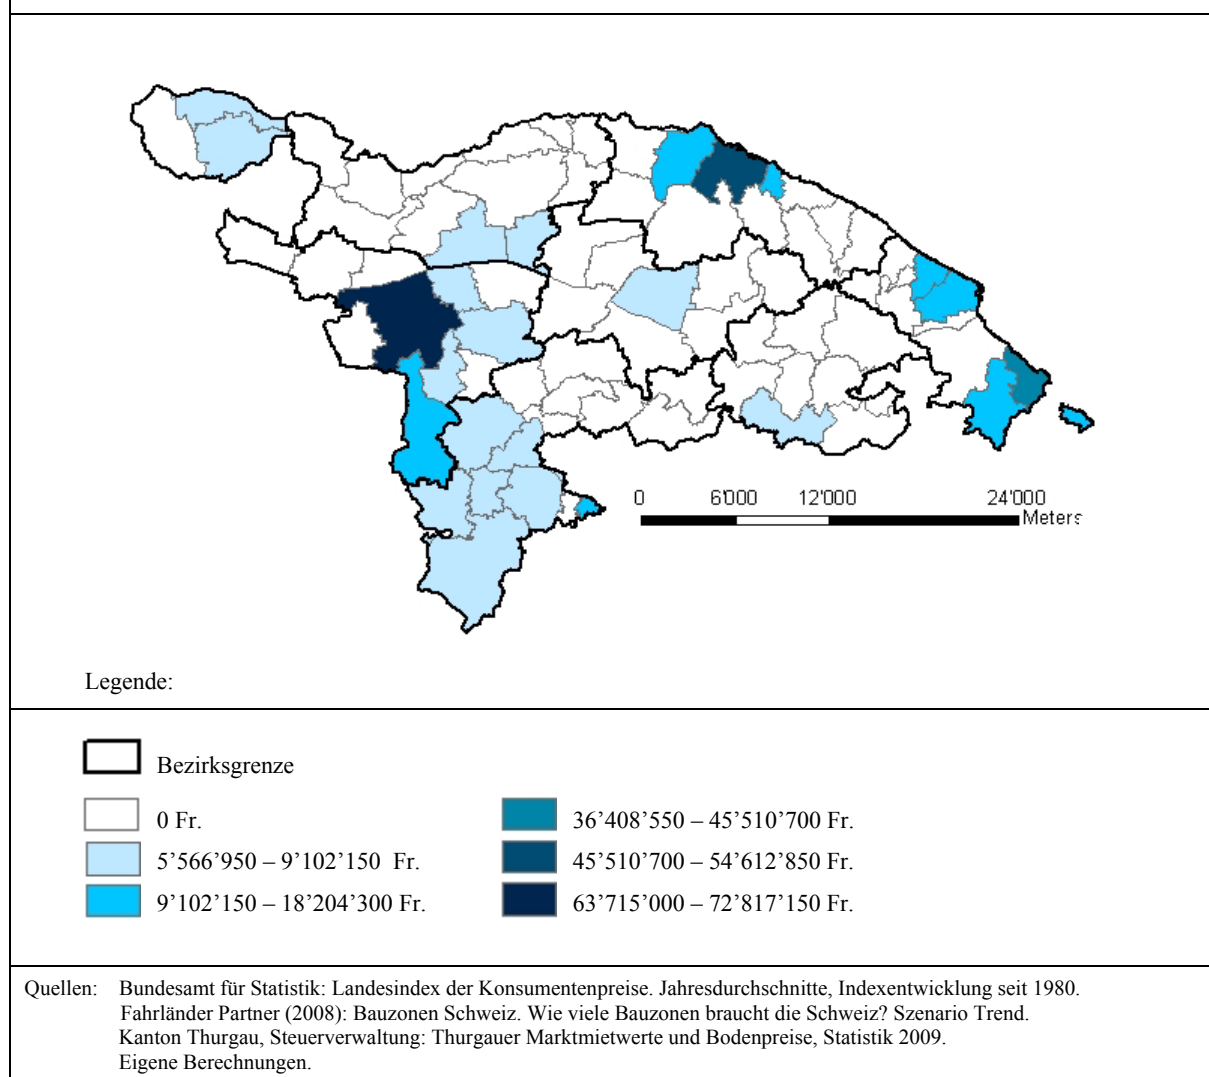 0 6'000 12'000 24'000
Meters
Legende:
Bezirksgrenze
0 Fr.
5’566’950 – 9’102’150 Fr.
9’102’150 – 18’204’300 Fr.
36’408’550 – 45’510’700 Fr.
45’510’700 – 54’612’850 Fr.
63’715’000 – 72’817’150 Fr.
Quellen: Bundesamt für Statistik: Landesindex der Konsumentenpreise. Jahresdurchschnitte, Indexentwicklung seit 1980.
Fahrländer Partner (2008): Bauzonen Schweiz. Wie viele Bauzonen braucht die Schweiz? Szenario Trend.
Kanton Thurgau, Steuerverwaltung: Thurgauer Marktmietwerte und Bodenpreise, Statistik 2009.
Eigene Berechnungen.